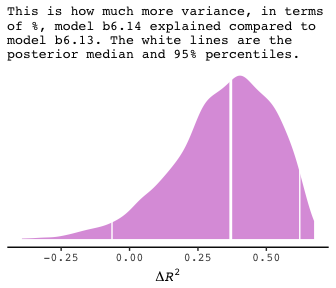 This is how much more variance, in terms
of %, model b6.14 explained compared to
model b6.13. The white lines are the
posterior median and 95% percentiles.
−0.25 0.00 0.25 0.50
ΔR²